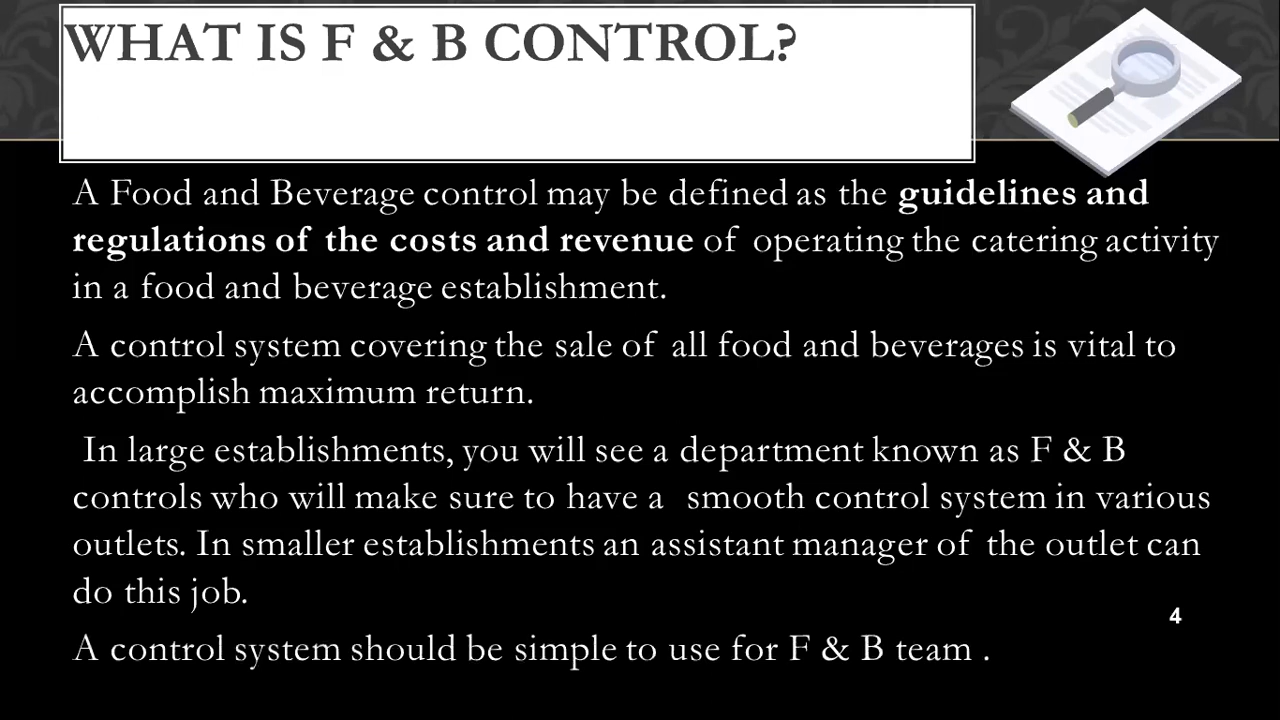 WHAT IS F & B CONTROL?
A Food and Beverage control may be defined as the guidelines and
regulations of the costs and revenue of operating the catering activity
in a food and beverage establishment.
A control system covering the sale of all food and beverages is vital to
accomplish maximum return.
In large establishments, you will see a department known as F & B
controls who will make sure to have a smooth control system in various
outlets. In smaller establishments an assistant manager of the outlet can
do this job.
4
A control system should be simple to use for F & B team .